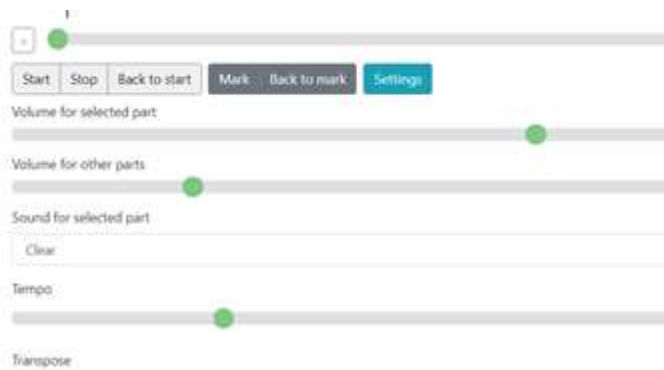 Start Stop Back to start Mark Back to mark Settings
Volume for selected part
Volume for other parts
Sound for selected part
Clear
Tempo
Transpose